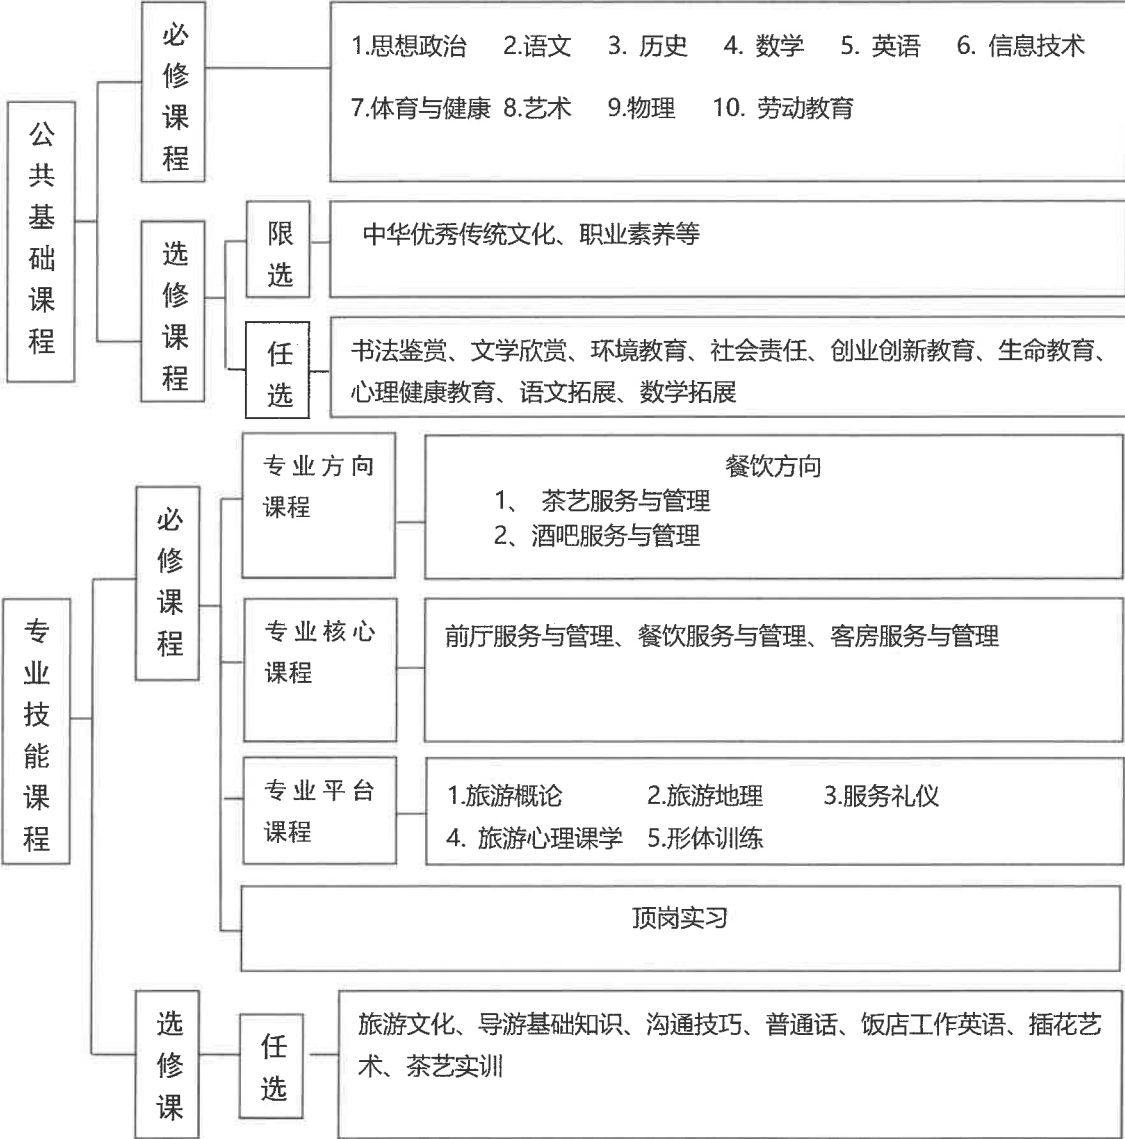 公共基础课程
必修课程
1.思想政治 2.语文 3. 历史 4. 数学 5. 英语 6. 信息技术
7.体育与健康 8.艺术 9.物理 10. 劳动教育
选修课程
限选
中华优秀传统文化、职业素养等
任选
书法鉴赏、文学欣赏、环境教育、社会责任、创业创新教育、生命教育、
心理健康教育、语文拓展、数学拓展
专业技能课程
必修课程
专业方向
课程
餐饮方向
1、 茶艺服务与管理
2、酒吧服务与管理
专业核心
课程
前厅服务与管理、餐饮服务与管理、客房服务与管理
专业平台
课程
1.旅游概论 2.旅游地理 3.服务礼仪
4. 旅游心理课学 5.形体训练
顶岗实习
选修课
任选
旅游文化、导游基础知识、沟通技巧、普通话、饭店工作英语、插花艺
术、茶艺实训